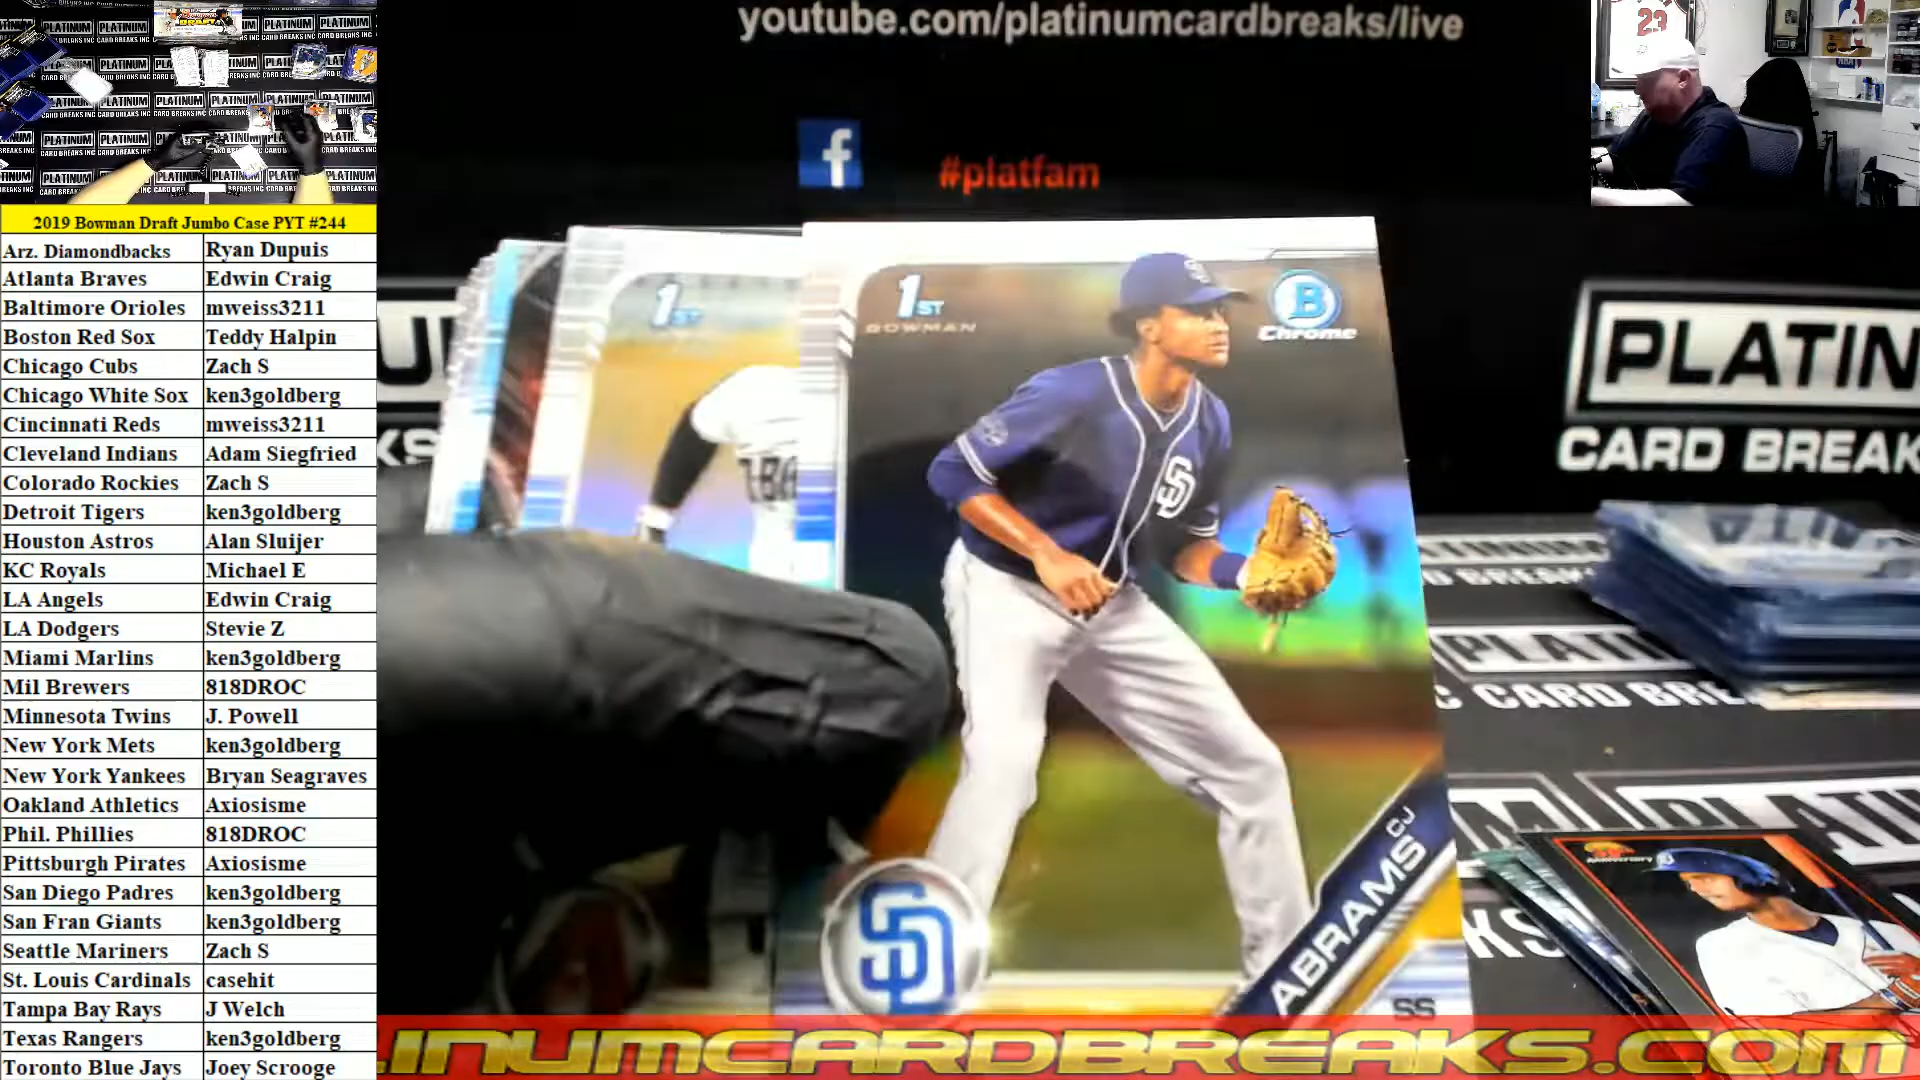 youtube.com/platinumcardbreaks/live
f
#platfam
23
2019 Bowman Draft Jumbo Case PYT #244
Arz. Diamondbacks Ryan Dupuis
Atlanta Braves Edwin Craig
Baltimore Orioles mweiss3211
Boston Red Sox Teddy Halpin
Chicago Cubs Zach S
Chicago White Sox ken3goldberg
Cincinnati Reds mweiss3211
Cleveland Indians Adam Siegfried
Colorado Rockies Zach S
Detroit Tigers ken3goldberg
Houston Astros Alan Sluijer
KC Royals Michael E
LA Angels Edwin Craig
LA Dodgers Stevie Z
Miami Marlins ken3goldberg
Mil Brewers 818DROC
Minnesota Twins J. Powell
New York Mets ken3goldberg
New York Yankees Bryan Seagraves
Oakland Athletics Axiosisme
Phil. Phillies 818DROC
Pittsburgh Pirates Axiosisme
San Diego Padres ken3goldberg
San Fran Giants ken3goldberg
Seattle Mariners Zach S
St. Louis Cardinals casehit
Tampa Bay Rays J Welch
Texas Rangers ken3goldberg
Toronto Blue Jays Joey Scrooge
1ST
1ST
BOWMAN
B
Chrome
SD
SD
CJ
ABRAMS
SS
PLATIN
CARD BREAK
.INUMCARDBREAKS.COM